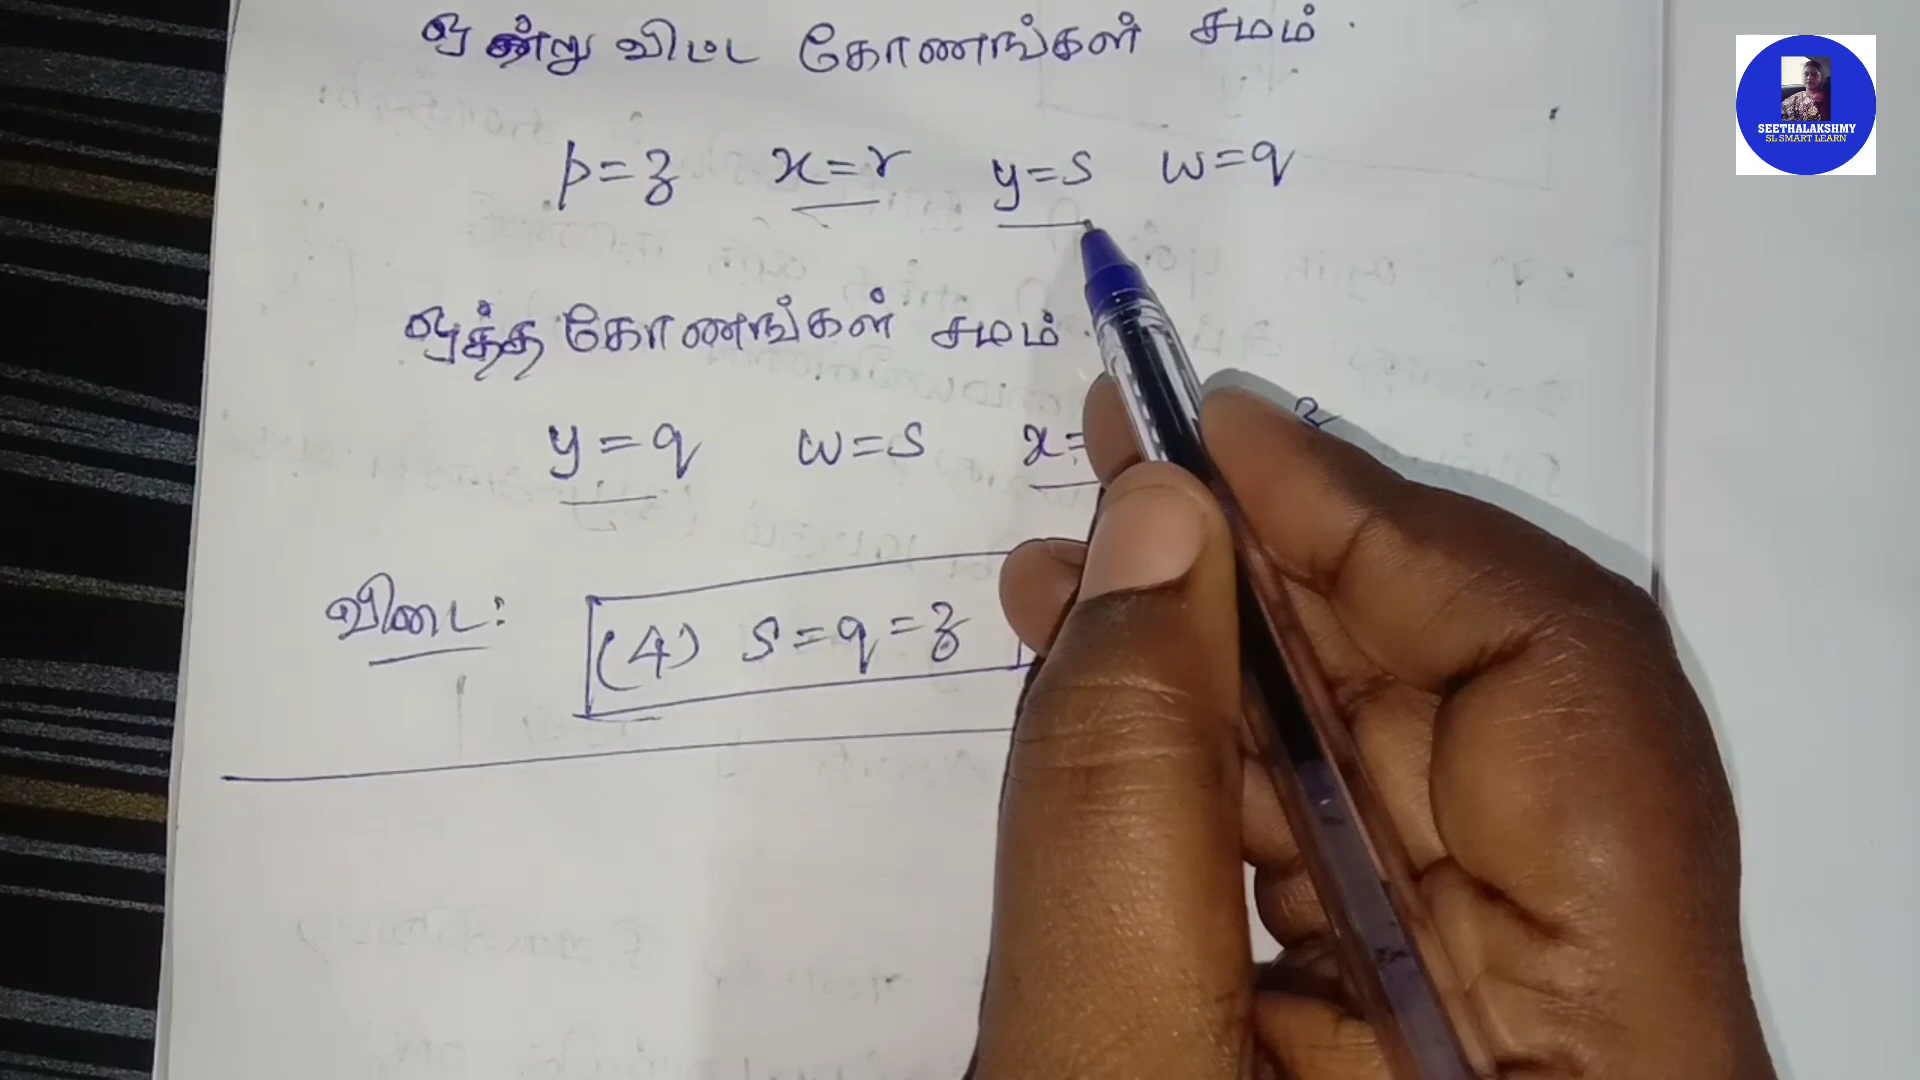 ஒன்று விட்ட கோணங்கள் சமம்.
p=z x=r y=s w=q
ஒத்த கோணங்கள் சமம்.
y=q w=s x=
விடை:
(4) s=q=z
SEETHALAKSHMY
SL SMART LEARN